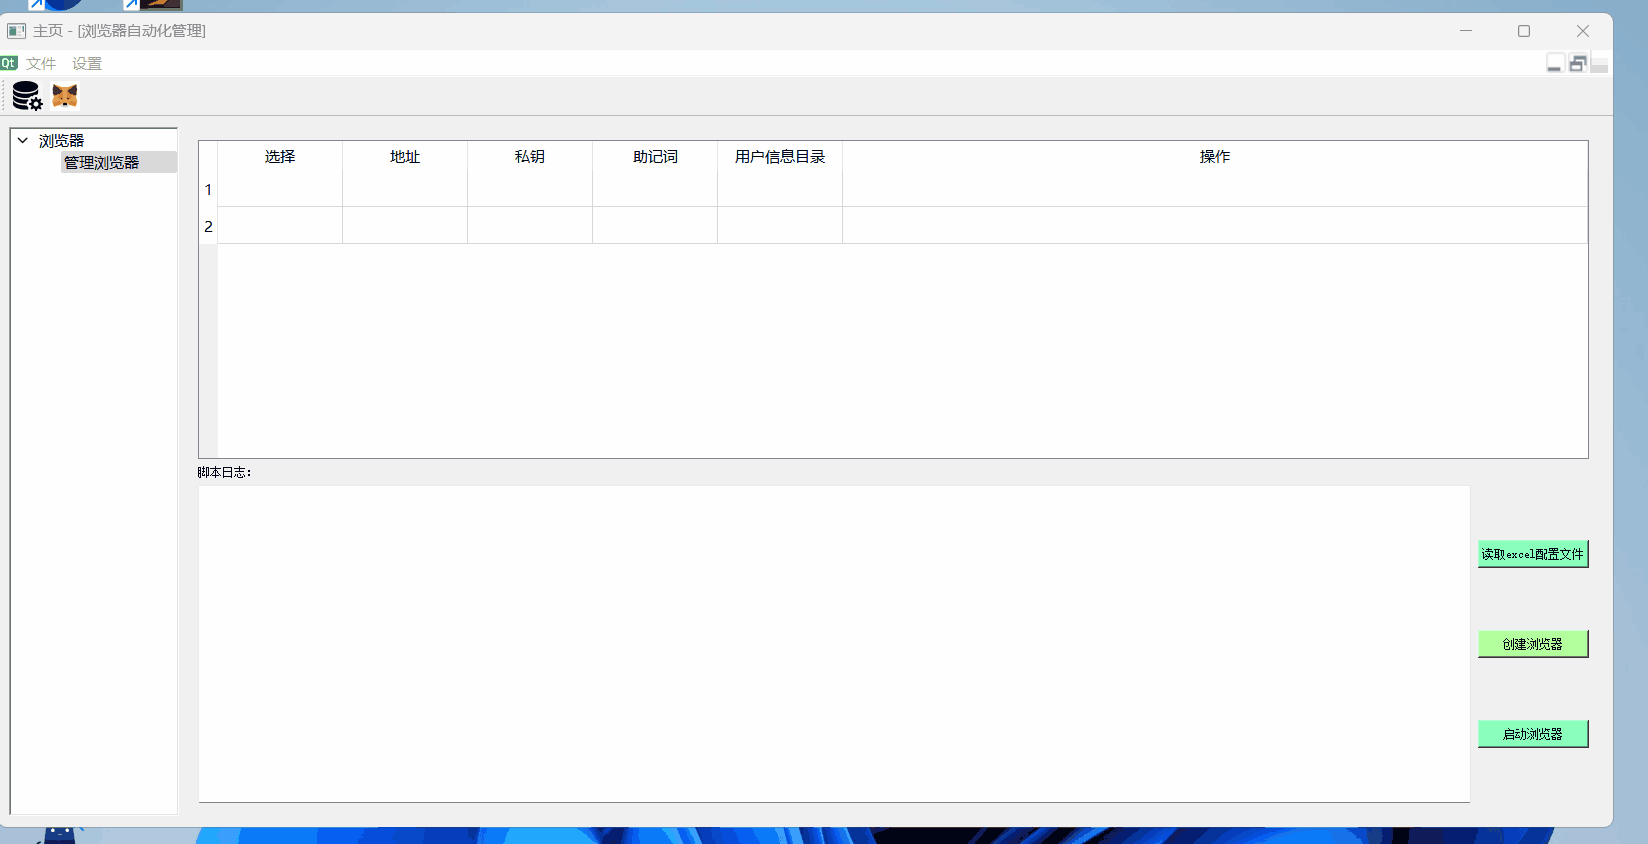 主页 - [浏览器自动化管理]
Qt 文件 设置
浏览器
管理浏览器
选择 地址 私钥 助记词 用户信息目录 操作
1
2
脚本日志:
读取excel配置文件
创建浏览器
启动浏览器